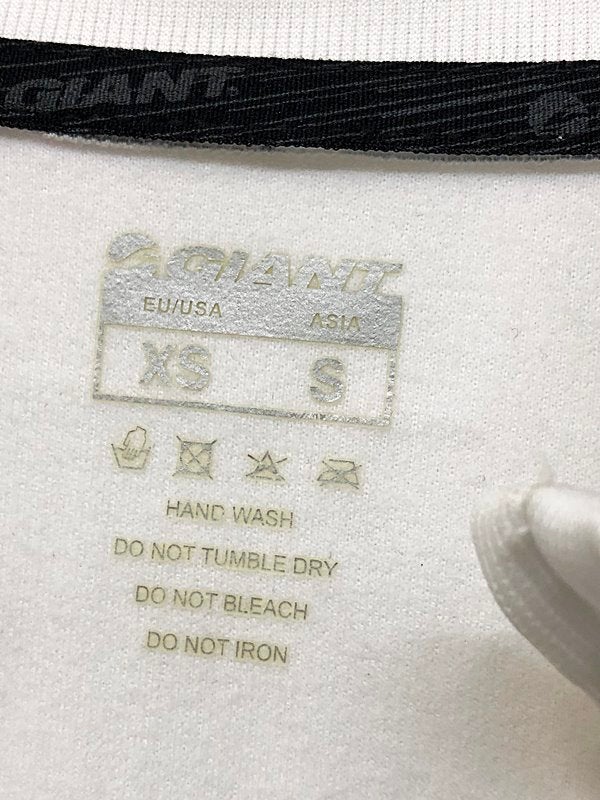 GIANT
GIANT
EU/USA ASIA
XS S
HAND WASH
DO NOT TUMBLE DRY
DO NOT BLEACH
DO NOT IRON